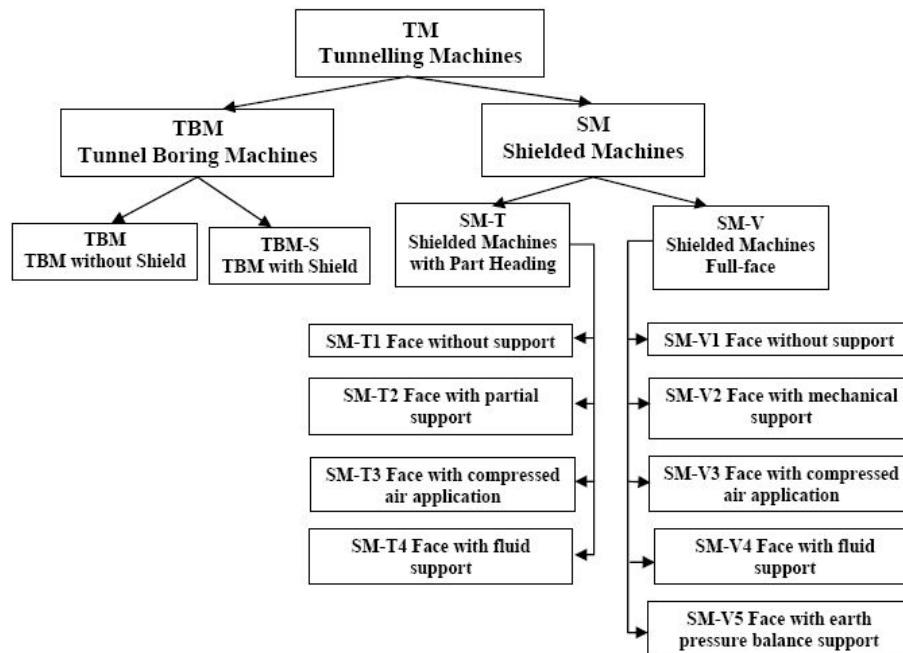 TM
Tunnelling Machines
TBM
Tunnel Boring Machines
SM
Shielded Machines
TBM
TBM without Shield
TBM-S
TBM with Shield
SM-T
Shielded Machines
with Part Heading
SM-V
Shielded Machines
Full-face
SM-T1 Face without support
SM-V1 Face without support
SM-T2 Face with partial
support
SM-V2 Face with mechanical
support
SM-T3 Face with compressed
air application
SM-V3 Face with compressed
air application
SM-T4 Face with fluid
support
SM-V4 Face with fluid
support
SM-V5 Face with earth
pressure balance support